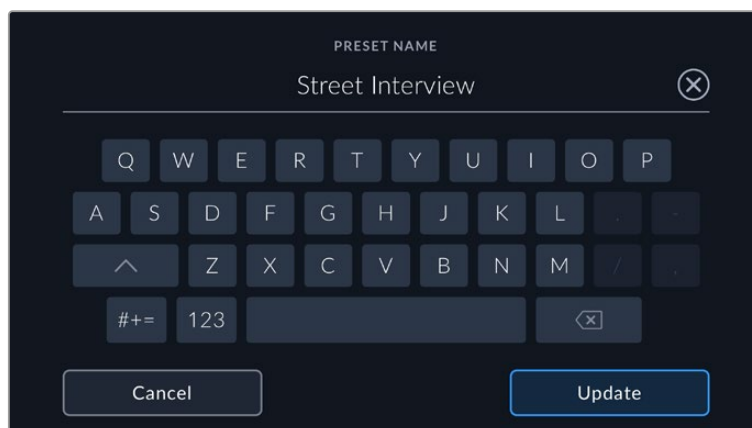 PRESET NAME
Street Interview
Q W E R T Y U I O P
A S D F G H J K L . -
Z X C V B N M / ,
#+= 123
Cancel Update